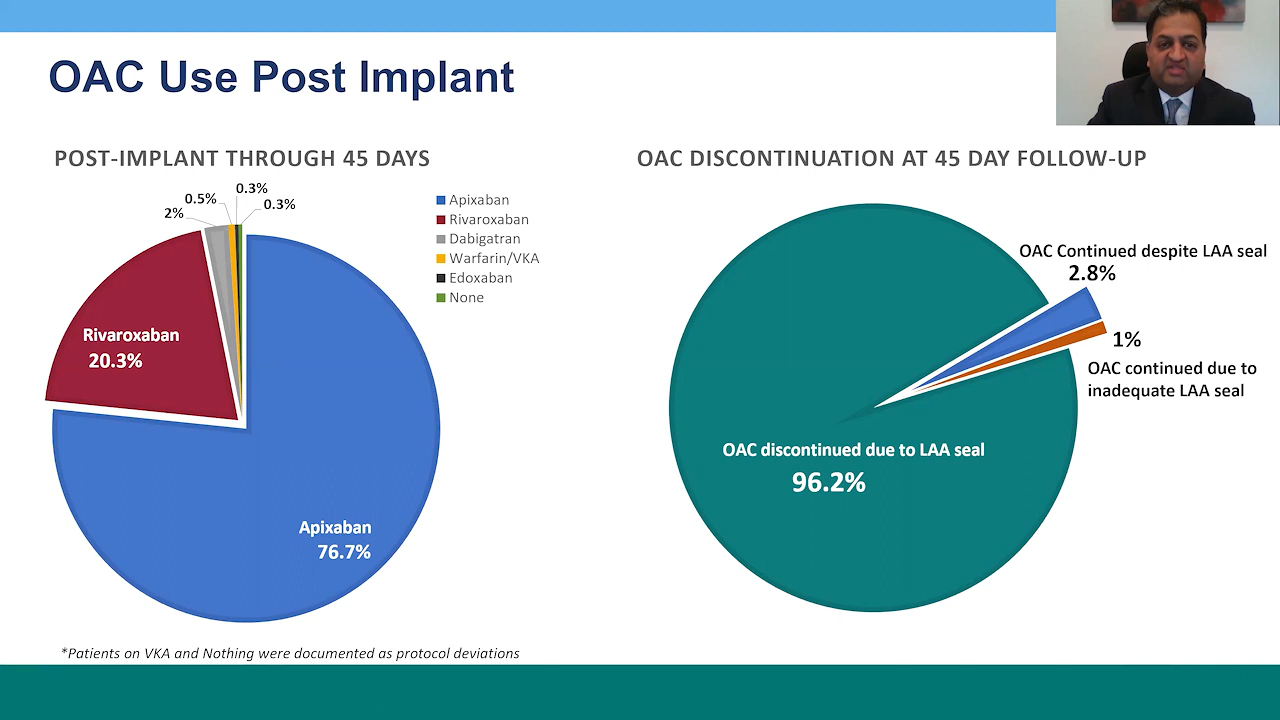 OAC Use Post Implant
POST-IMPLANT THROUGH 45 DAYS
0.3%
0.5%
0.3%
2%
Apixaban
Rivaroxaban
Dabigatran
Warfarin/VKA
Edoxaban
None
Rivaroxaban
20.3%
Apixaban
76.7%
*Patients on VKA and Nothing were documented as protocol deviations
OAC DISCONTINUATION AT 45 DAY FOLLOW-UP
OAC Continued despite LAA seal
2.8%
1%
OAC continued due to
inadequate LAA seal
OAC discontinued due to LAA seal
96.2%